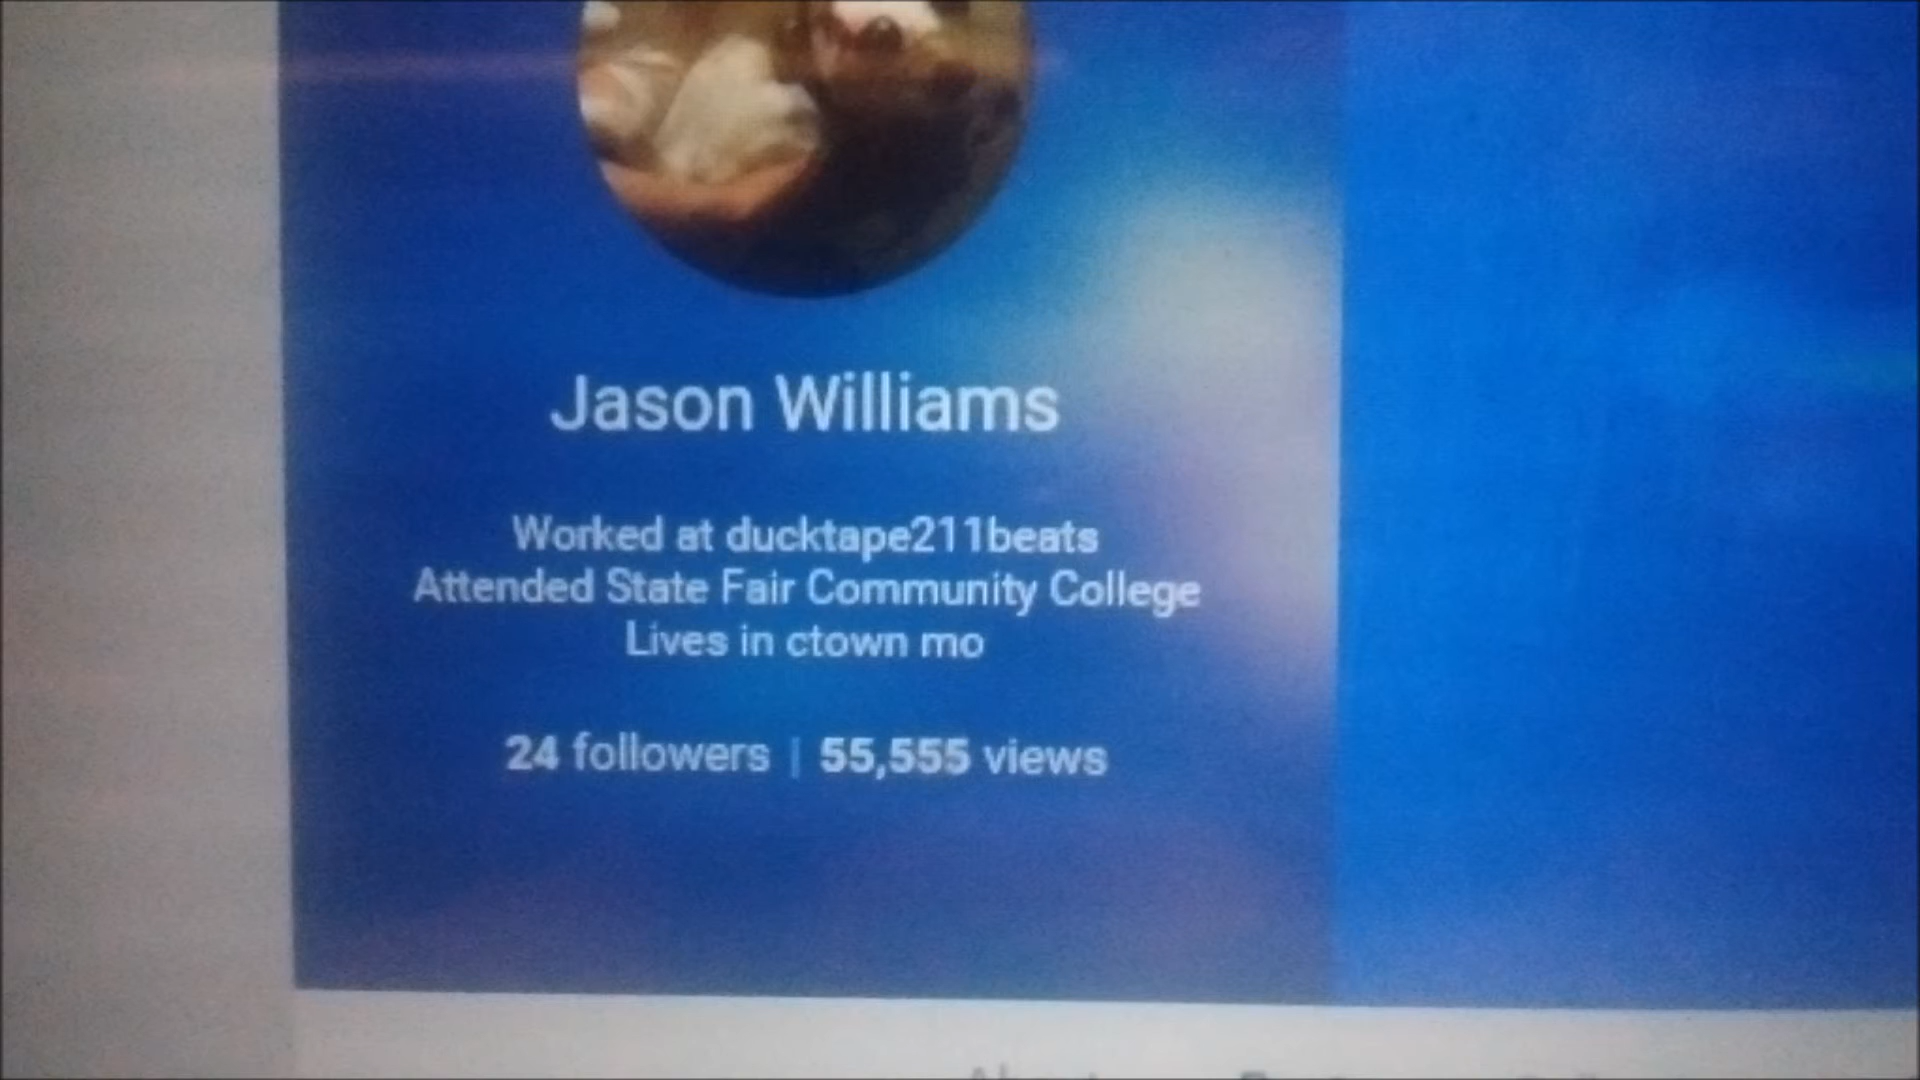 Jason Williams
Worked at ducktape211beats
Attended State Fair Community College
Lives in ctown mo
24 followers | 55,555 views